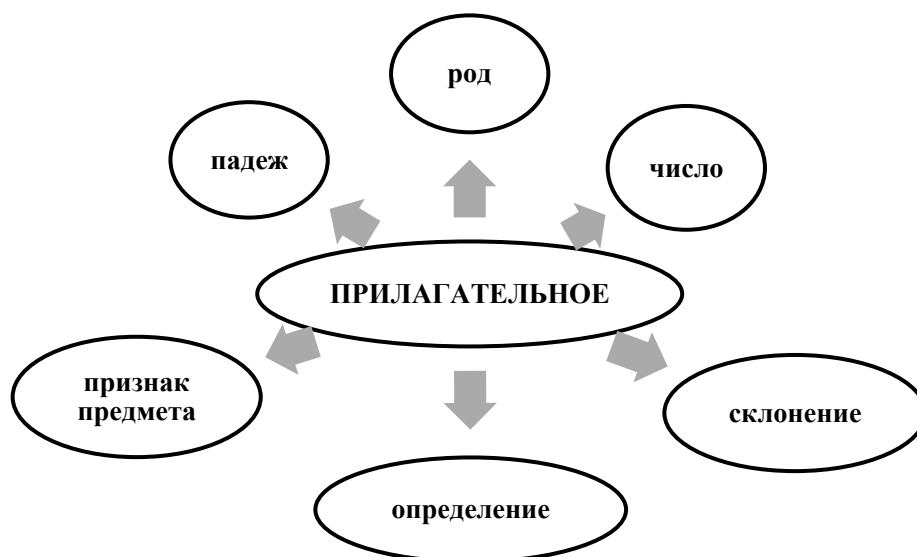 род
падеж
число
ПРИЛАГАТЕЛЬНОЕ
признак
предмета
склонение
определение